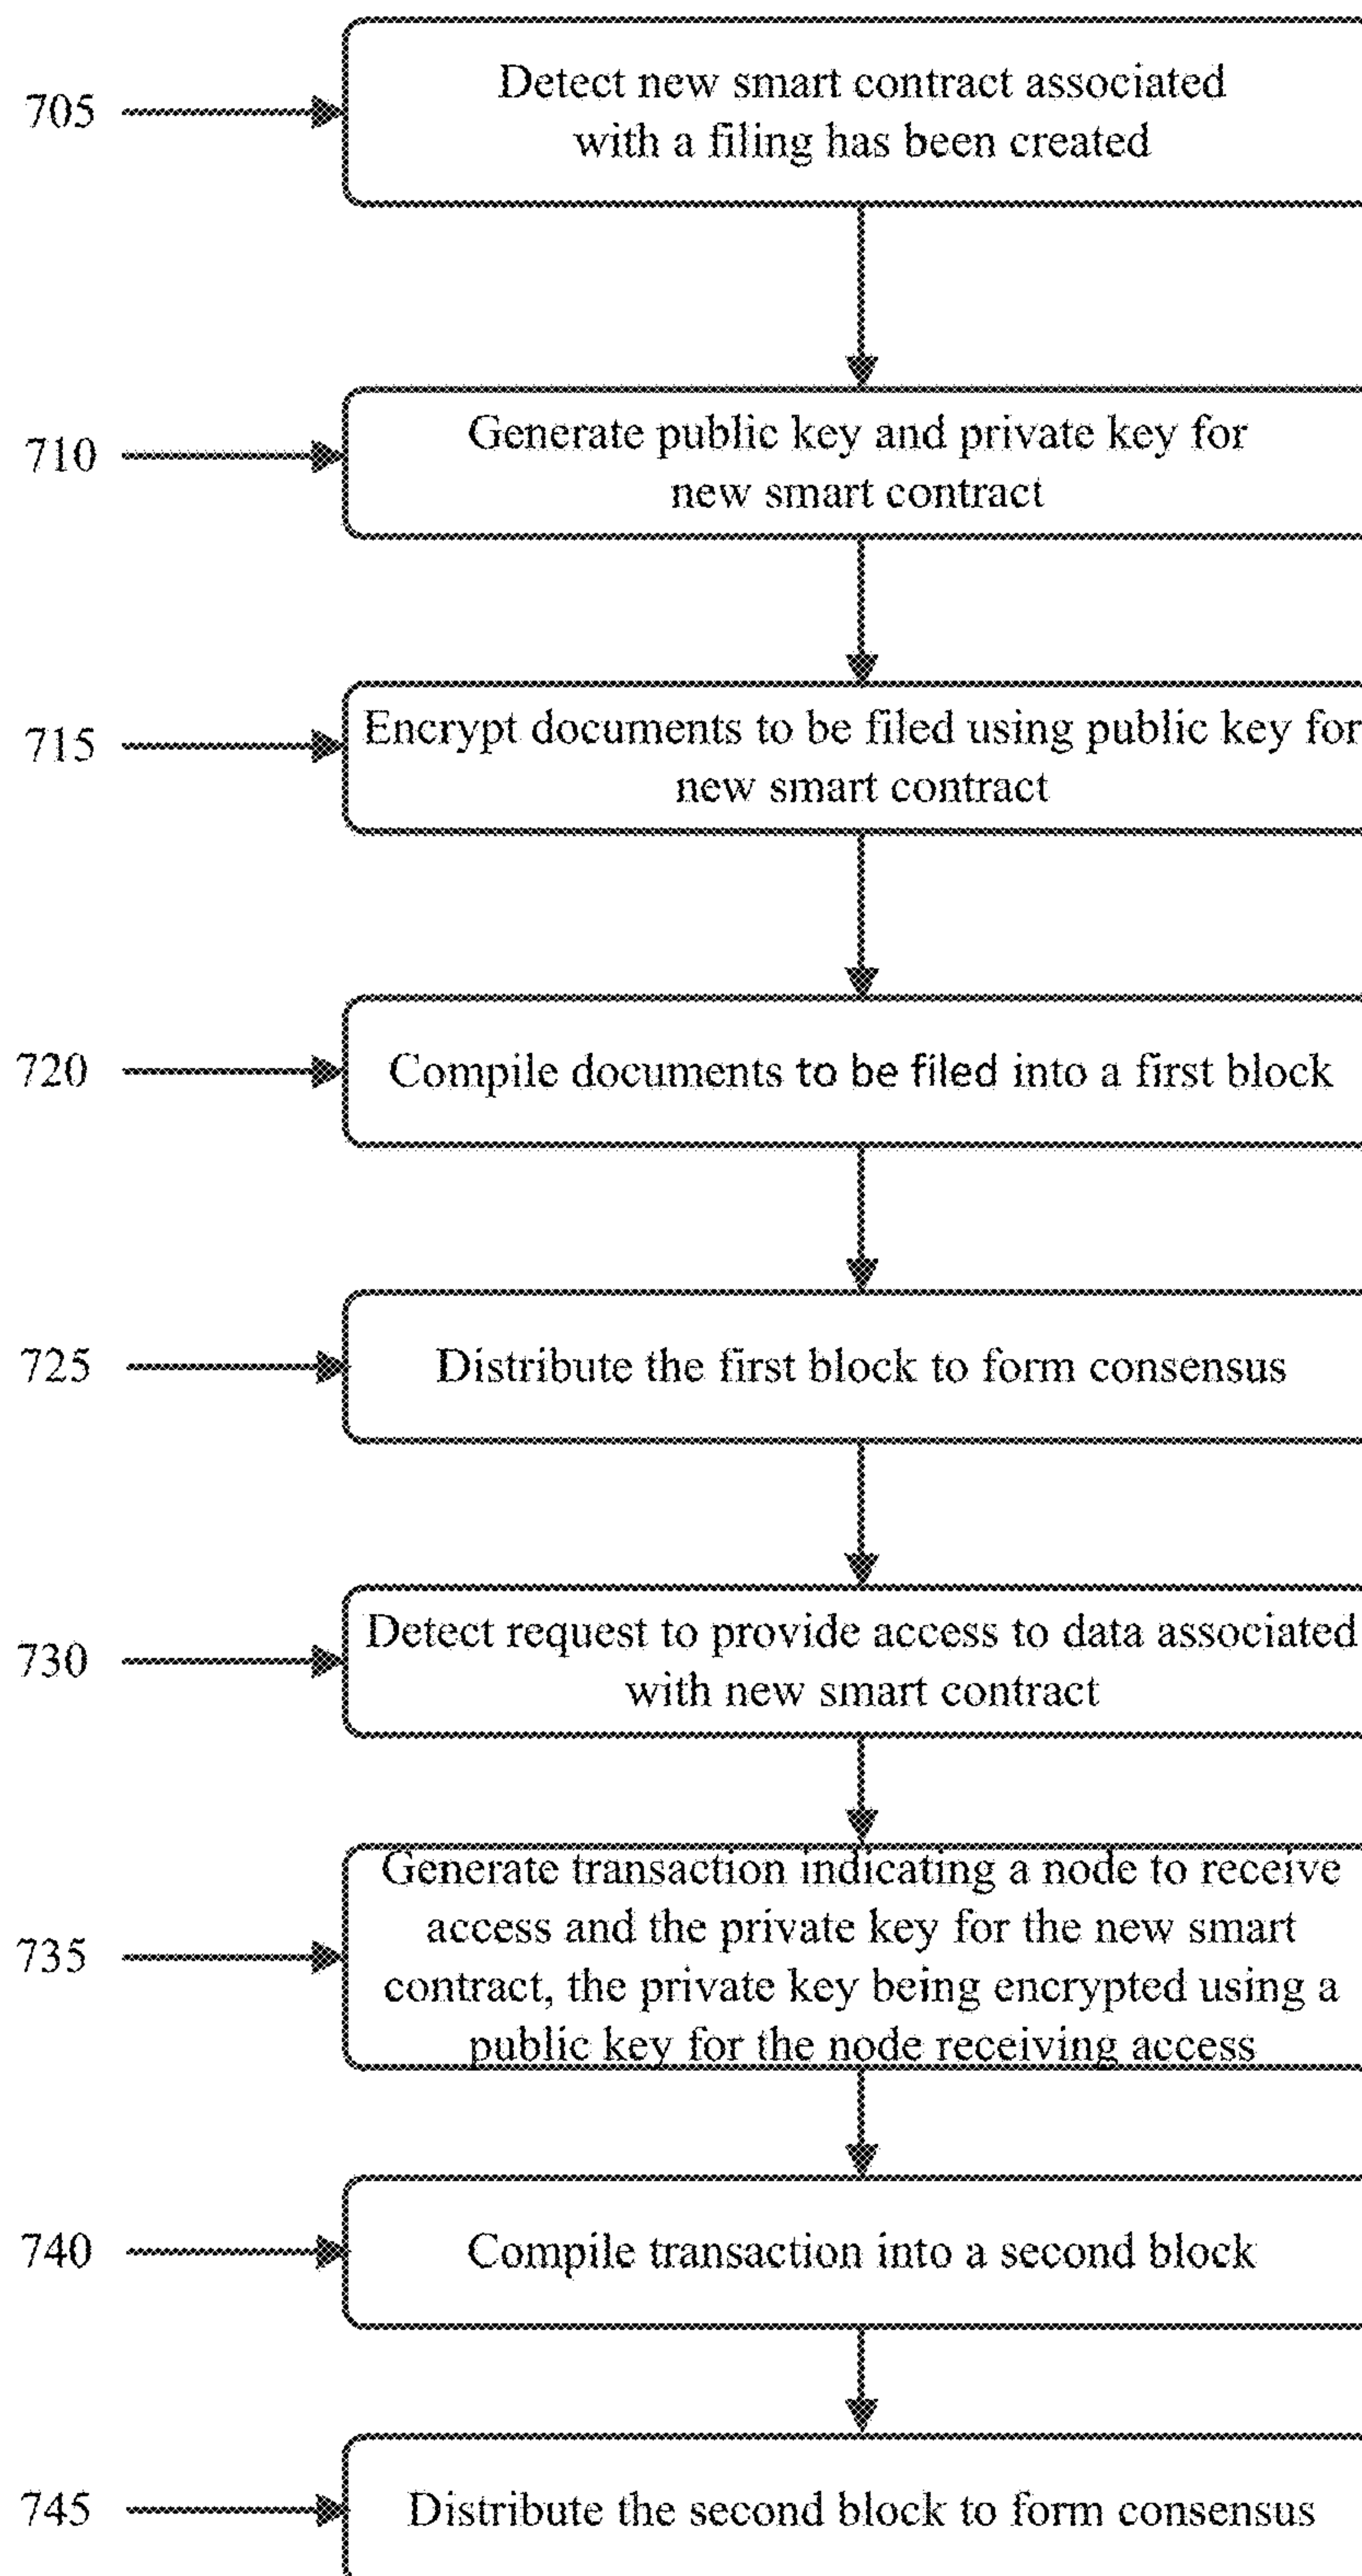 705
Detect new smart contract associated
with a filing has been created
710
Generate public key and private key for
new smart contract
715
Encrypt documents to be filed using public key for
new smart contract
720
Compile documents to be filed into a first block
725
Distribute the first block to form consensus
730
Detect request to provide access to data associated
with new smart contract
735
Generate transaction indicating a node to receive
access and the private key for the new smart
contract, the private key being encrypted using a
public key for the node receiving access
740
Compile transaction into a second block
745
Distribute the second block to form consensus